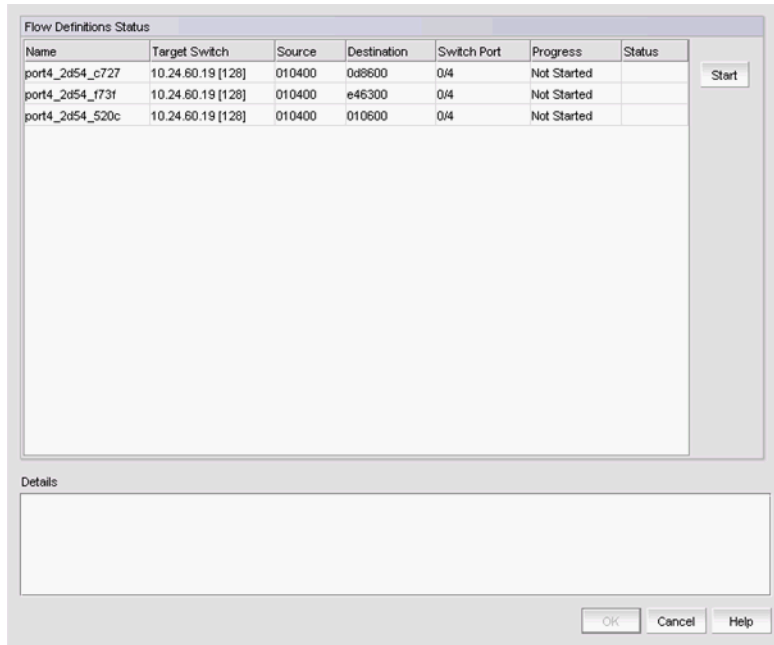 Flow Definitions Status
Name Target Switch Source Destination Switch Port Progress Status
port4_2d54_c727 10.24.60.19 [128] 010400 0d8600 0/4 Not Started
Start
port4_2d54_f73f 10.24.60.19 [128] 010400 e46300 0/4 Not Started
port4_2d54_520c 10.24.60.19 [128] 010400 010600 0/4 Not Started
Details
OK Cancel Help